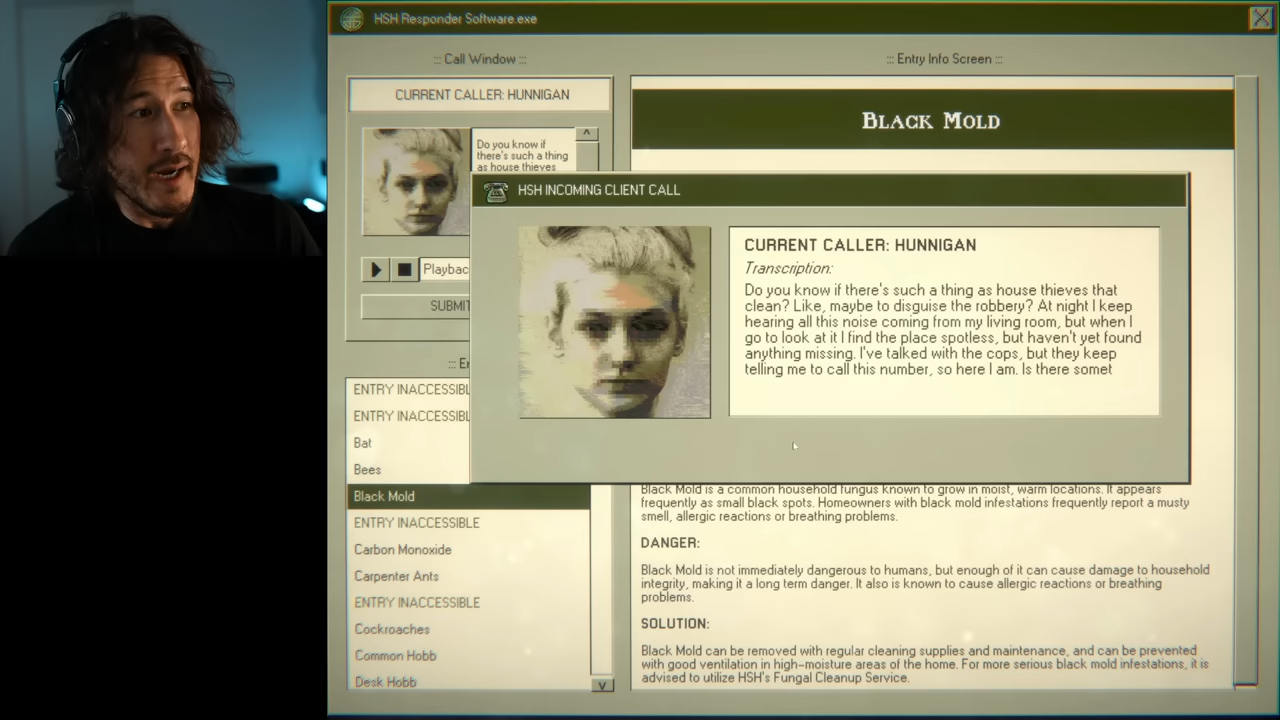 HSH Responder Software.exe
::: Call Window :::
::: Entry Info Screen :::
CURRENT CALLER: HUNNIGAN
BLACK MOLD
Do you know if
there's such a thing
as house thieves
HSH INCOMING CLIENT CALL
CURRENT CALLER: HUNNIGAN
Transcription:
Do you know if there's such a thing as house thieves that
clean? Like, maybe to disguise the robbery? At night I keep
hearing all this noise coming from my living room, but when I
go to look at it I find the place spotless, but haven't yet found
anything missing. I've talked with the cops, but they keep
telling me to call this number, so here I am. Is there somet
Playbac
SUBMIT
::: E
ENTRY INACCESSIBL
ENTRY INACCESSIBL
Bat
Bees
Black Mold
ENTRY INACCESSIBLE
Carbon Monoxide
Carpenter Ants
ENTRY INACCESSIBLE
Cockroaches
Common Hobb
Desk Hobb
Black Mold is a common household fungus known to grow in moist, warm locations. It appears
frequently as small black spots. Homeowners with black mold infestations frequently report a musty
smell, allergic reactions or breathing problems.
DANGER:
Black Mold is not immediately dangerous to humans, but enough of it can cause damage to household
integrity, making it a long term danger. It also is known to cause allergic reactions or breathing
problems.
SOLUTION:
Black Mold can be removed with regular cleaning supplies and maintenance, and can be prevented
with good ventilation in high-moisture areas of the home. For more serious black mold infestations, it is
advised to utilize HSH's Fungal Cleanup Service.